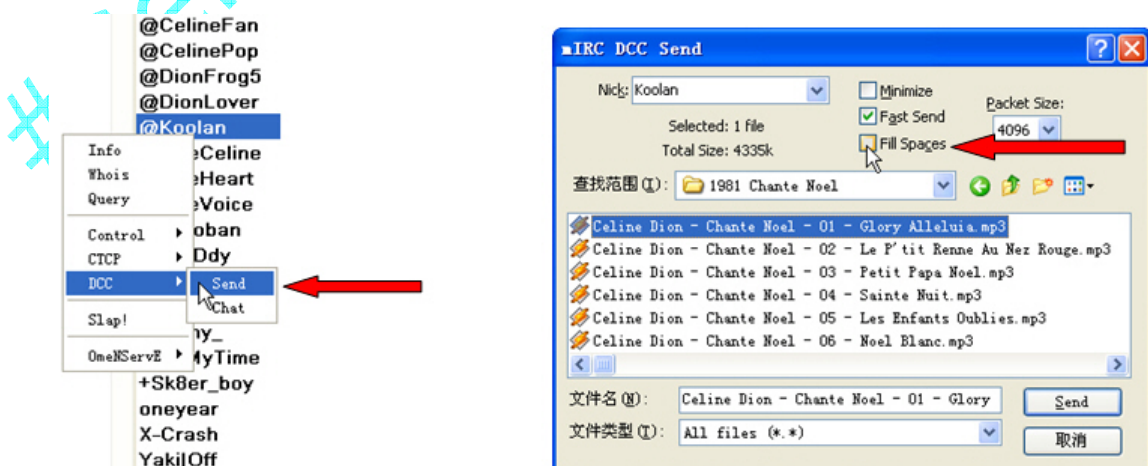 @CelineFan
@CelinePop
@DionFrog5
@DionLover
@Koolan
eCeline
eHeart
eVoice
oban
Ddy
ny_
MyTime
+Sk8er_boy
oneyear
X-Crash
YakilOff
Info
Whois
Query
Control
CTCP
DCC
Slap!
OmeNServE
Send
Chat
mIRC DCC Send
Nick: Koolan
Selected: 1 file
Total Size: 4335k
Minimize
Fast Send
Fill Spaces
Packet Size:
4096
查找范围(I): 1981 Chante Noel
Celine Dion - Chante Noel - 01 - Glory Alleluia.mp3
Celine Dion - Chante Noel - 02 - Le P'tit Renne Au Nez Rouge.mp3
Celine Dion - Chante Noel - 03 - Petit Papa Noel.mp3
Celine Dion - Chante Noel - 04 - Sainte Nuit.mp3
Celine Dion - Chante Noel - 05 - Les Enfants Oublies.mp3
Celine Dion - Chante Noel - 06 - Noel Blanc.mp3
文件名(N): Celine Dion - Chante Noel - 01 - Glory
Send
文件类型(T): All files (*.*)
取消